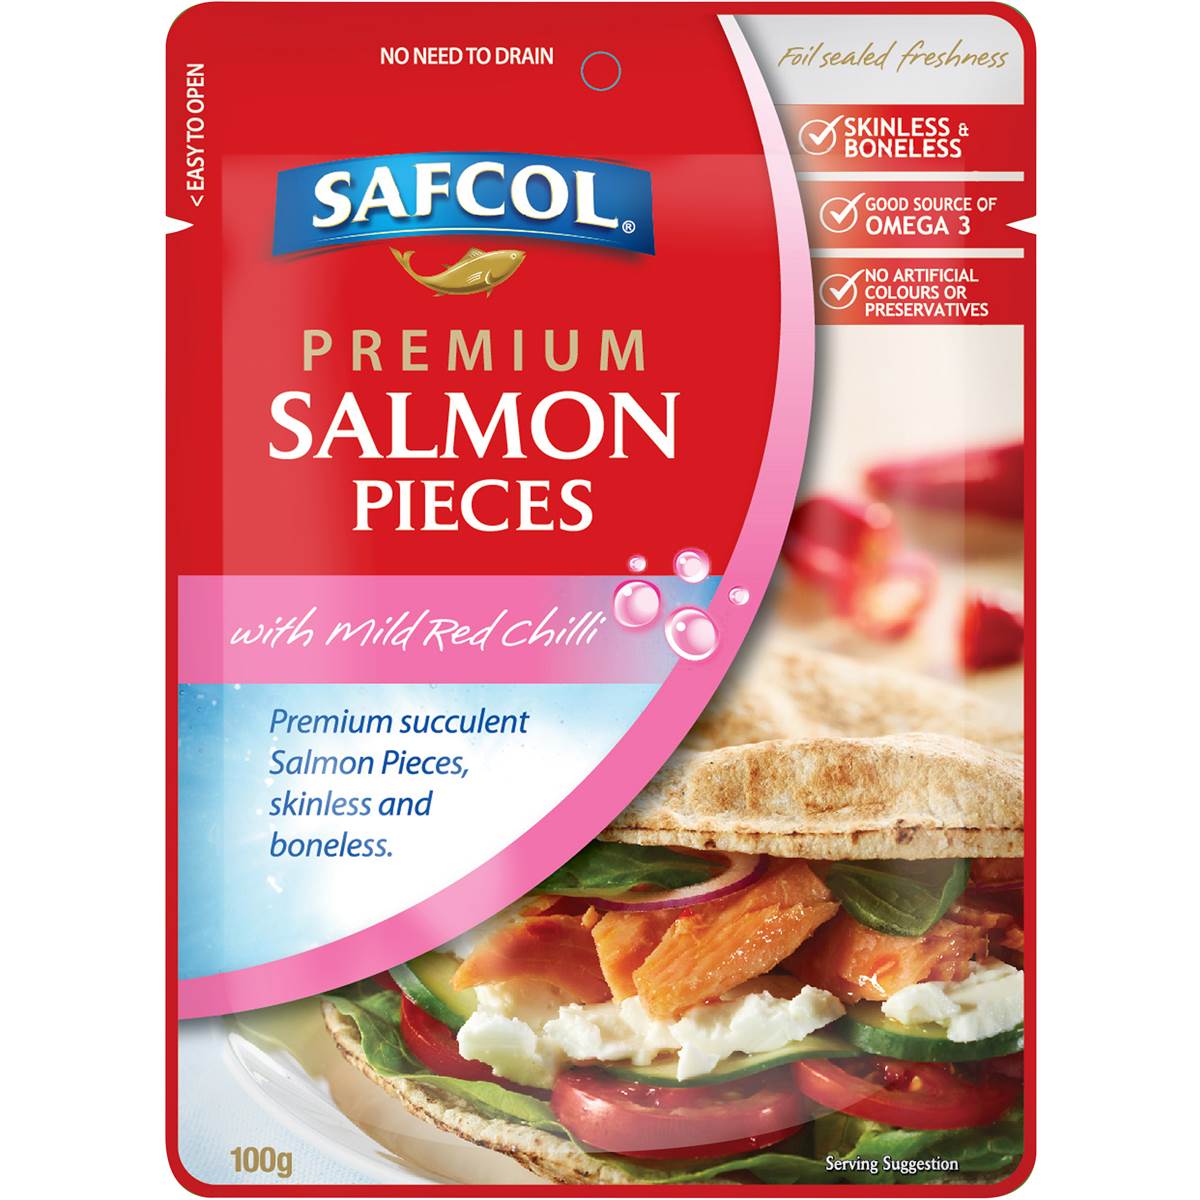 NO NEED TO DRAIN
Foil sealed freshness
< EASY TO OPEN
SKINLESS &
BONELESS
GOOD SOURCE OF
OMEGA 3
NO ARTIFICIAL
COLOURS OR
PRESERVATIVES
SAFCOL®
PREMIUM
SALMON
PIECES
with Mild Red Chilli
Premium succulent
Salmon Pieces,
skinless and
boneless.
100g
Serving Suggestion